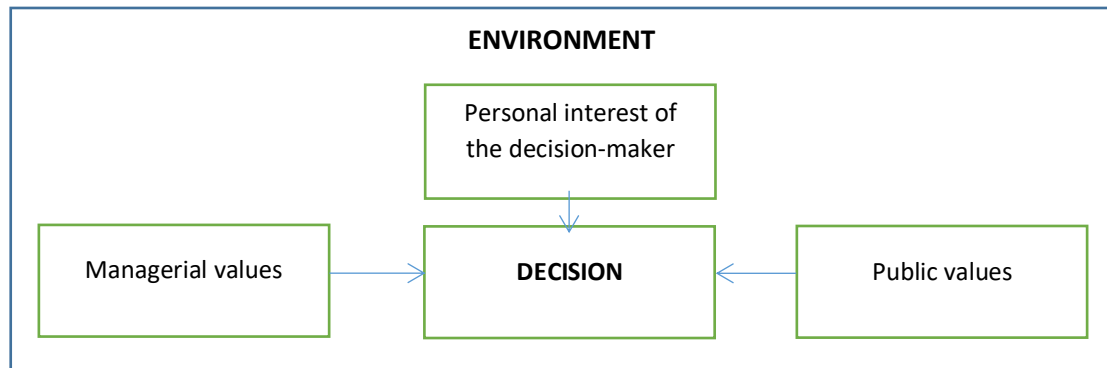 ENVIRONMENT
Personal interest of
the decision-maker
Managerial values
DECISION
Public values